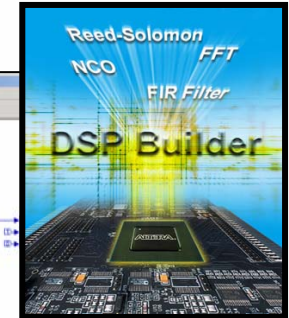 Reed-Solomon
FFT
NCO
FIR Filter
DSP Builder
ALTERA